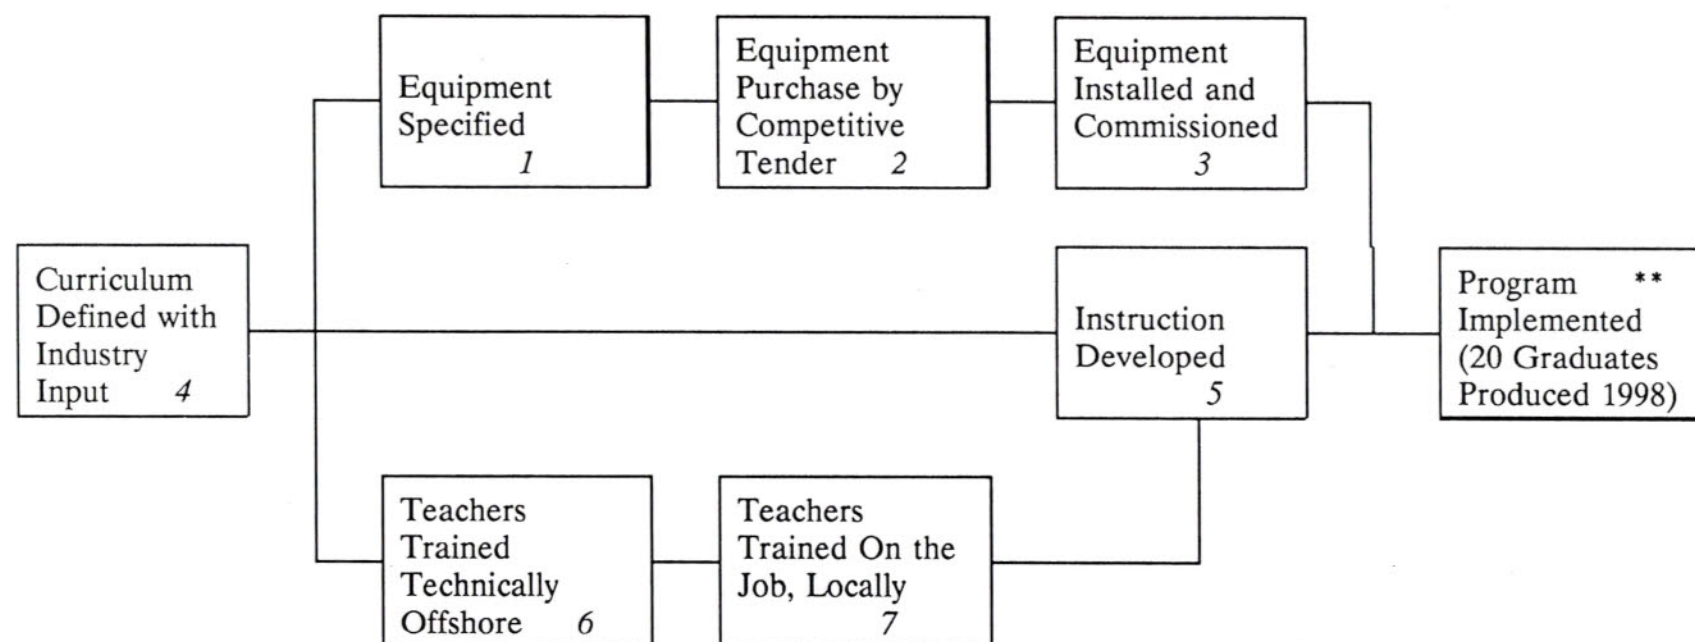 Equipment
Specified
1
Equipment
Purchase by
Competitive
Tender 2
Equipment
Installed and
Commissioned
3
Curriculum
Defined with
Industry
Input 4
Instruction
Developed
5
Program **
Implemented
(20 Graduates
Produced 1998)
Teachers
Trained
Technically
Offshore 6
Teachers
Trained On the
Job, Locally
7